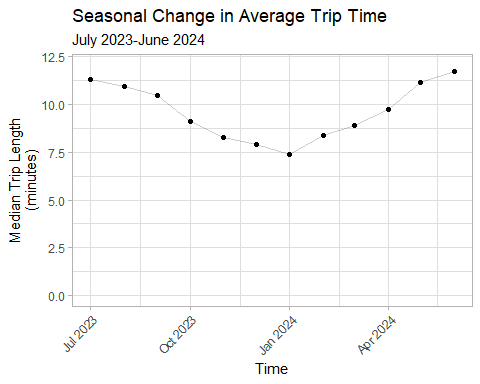 Seasonal Change in Average Trip Time
July 2023-June 2024
12.5
10.0
7.5
5.0
2.5
0.0
Median Trip Length
(minutes)
Jul 2023
Oct 2023
Jan 2024
Apr 2024
Time